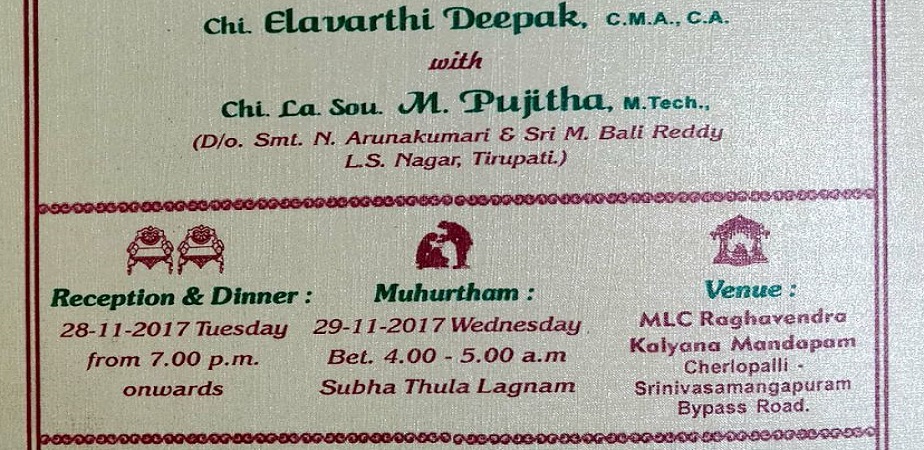 Chi. Elavarthi Deepak, C.M.A., C.A.
with
Chi. La. Sou. M. Pujitha, M.Tech.,
(D/o. Smt. N. Arunakumari & Sri M. Bali Reddy
L.S. Nagar, Tirupati.)
Reception & Dinner :
28-11-2017 Tuesday
from 7.00 p.m.
onwards
Muhurtham :
29-11-2017 Wednesday
Bet. 4.00 - 5.00 a.m
Subha Thula Lagnam
Venue :
MLC Raghavendra
Kalyana Mandapam
Cherlopalli -
Srinivasamangapuram
Bypass Road.